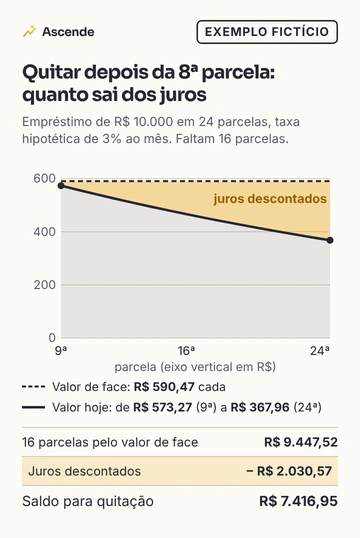 Ascende
EXEMPLO FICTÍCIO
Quitar depois da 8ª parcela:
quanto sai dos juros
Empréstimo de R$ 10.000 em 24 parcelas, taxa
hipotética de 3% ao mês. Faltam 16 parcelas.
600
juros descontados
400
200
0
9ª 16ª 24ª
parcela (eixo vertical em R$)
Valor de face: R$ 590,47 cada
Valor hoje: de R$ 573,27 (9ª) a R$ 367,96 (24ª)
16 parcelas pelo valor de face R$ 9.447,52
Juros descontados − R$ 2.030,57
Saldo para quitação R$ 7.416,95